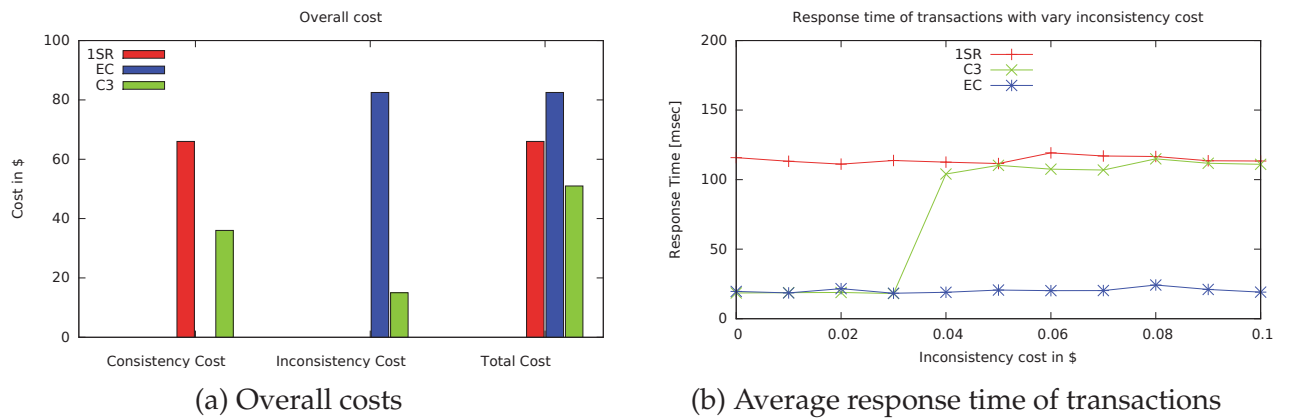 Overall cost
100
80
60
40
20
0
Cost in $
1SR
EC
C3
Consistency Cost
Inconsistency Cost
Total Cost
(a) Overall costs
Response time of transactions with vary inconsistency cost
200
150
100
50
0
Response Time [msec]
1SR
C3
EC
0
0.02
0.04
0.06
0.08
0.1
Inconsistency cost in $
(b) Average response time of transactions